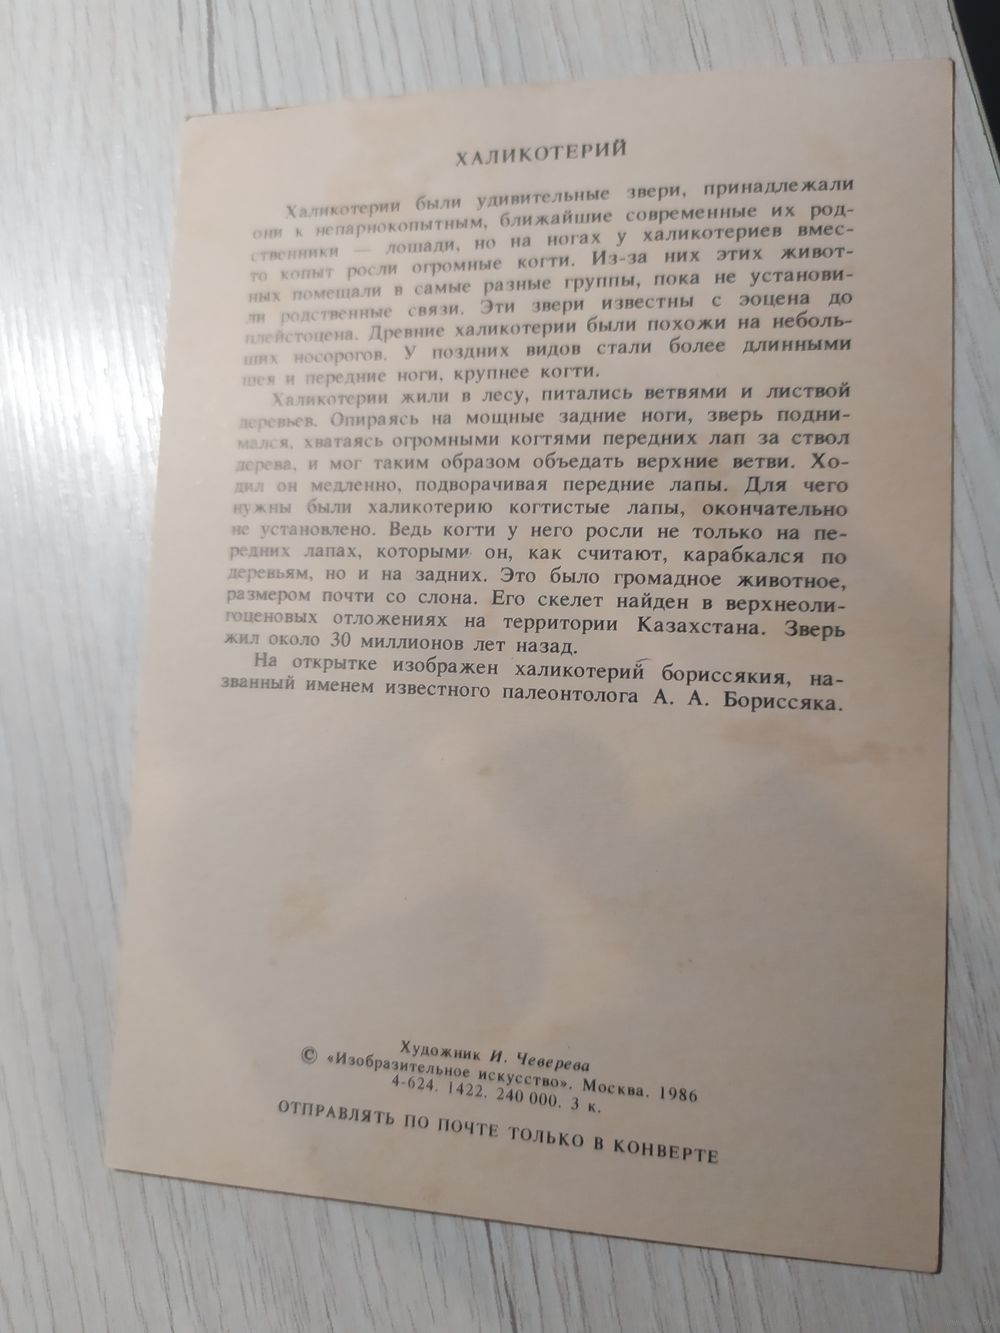 ХАЛИКОТЕРИЙ
Халикотерии были удивительные звери, принадлежали
они к непарнокопытным, ближайшие современные их род-
ственники — лошади, но на ногах у халикотериев вмес-
то копыт росли огромные когти. Из-за них этих живот-
ных помещали в самые разные группы, пока не установи-
ли родственные связи. Эти звери известны с эоцена до
плейстоцена. Древние халикотерии были похожи на неболь-
ших носорогов. У поздних видов стали более длинными
шея и передние ноги, крупнее когти.
Халикотерии жили в лесу, питались ветвями и листвой
деревьев. Опираясь на мощные задние ноги, зверь подни-
мался, хватаясь огромными когтями передних лап за ствол
дерева, и мог таким образом объедать верхние ветви. Хо-
дил он медленно, подворачивая передние лапы. Для чего
нужны были халикотерию когтистые лапы, окончательно
не установлено. Ведь когти у него росли не только на пе-
редних лапах, которыми он, как считают, карабкался по
деревьям, но и на задних. Это было громадное животное,
размером почти со слона. Его скелет найден в верхнеоли-
гоценовых отложениях на территории Казахстана. Зверь
жил около 30 миллионов лет назад.
На открытке изображен халикотерий бориссякия, на-
званный именем известного палеонтолога А. А. Бориссяка.
Художник И. Чеверева
© «Изобразительное искусство». Москва. 1986
4-624. 1422. 240 000. 3 к.
ОТПРАВЛЯТЬ ПО ПОЧТЕ ТОЛЬКО В КОНВЕРТЕ